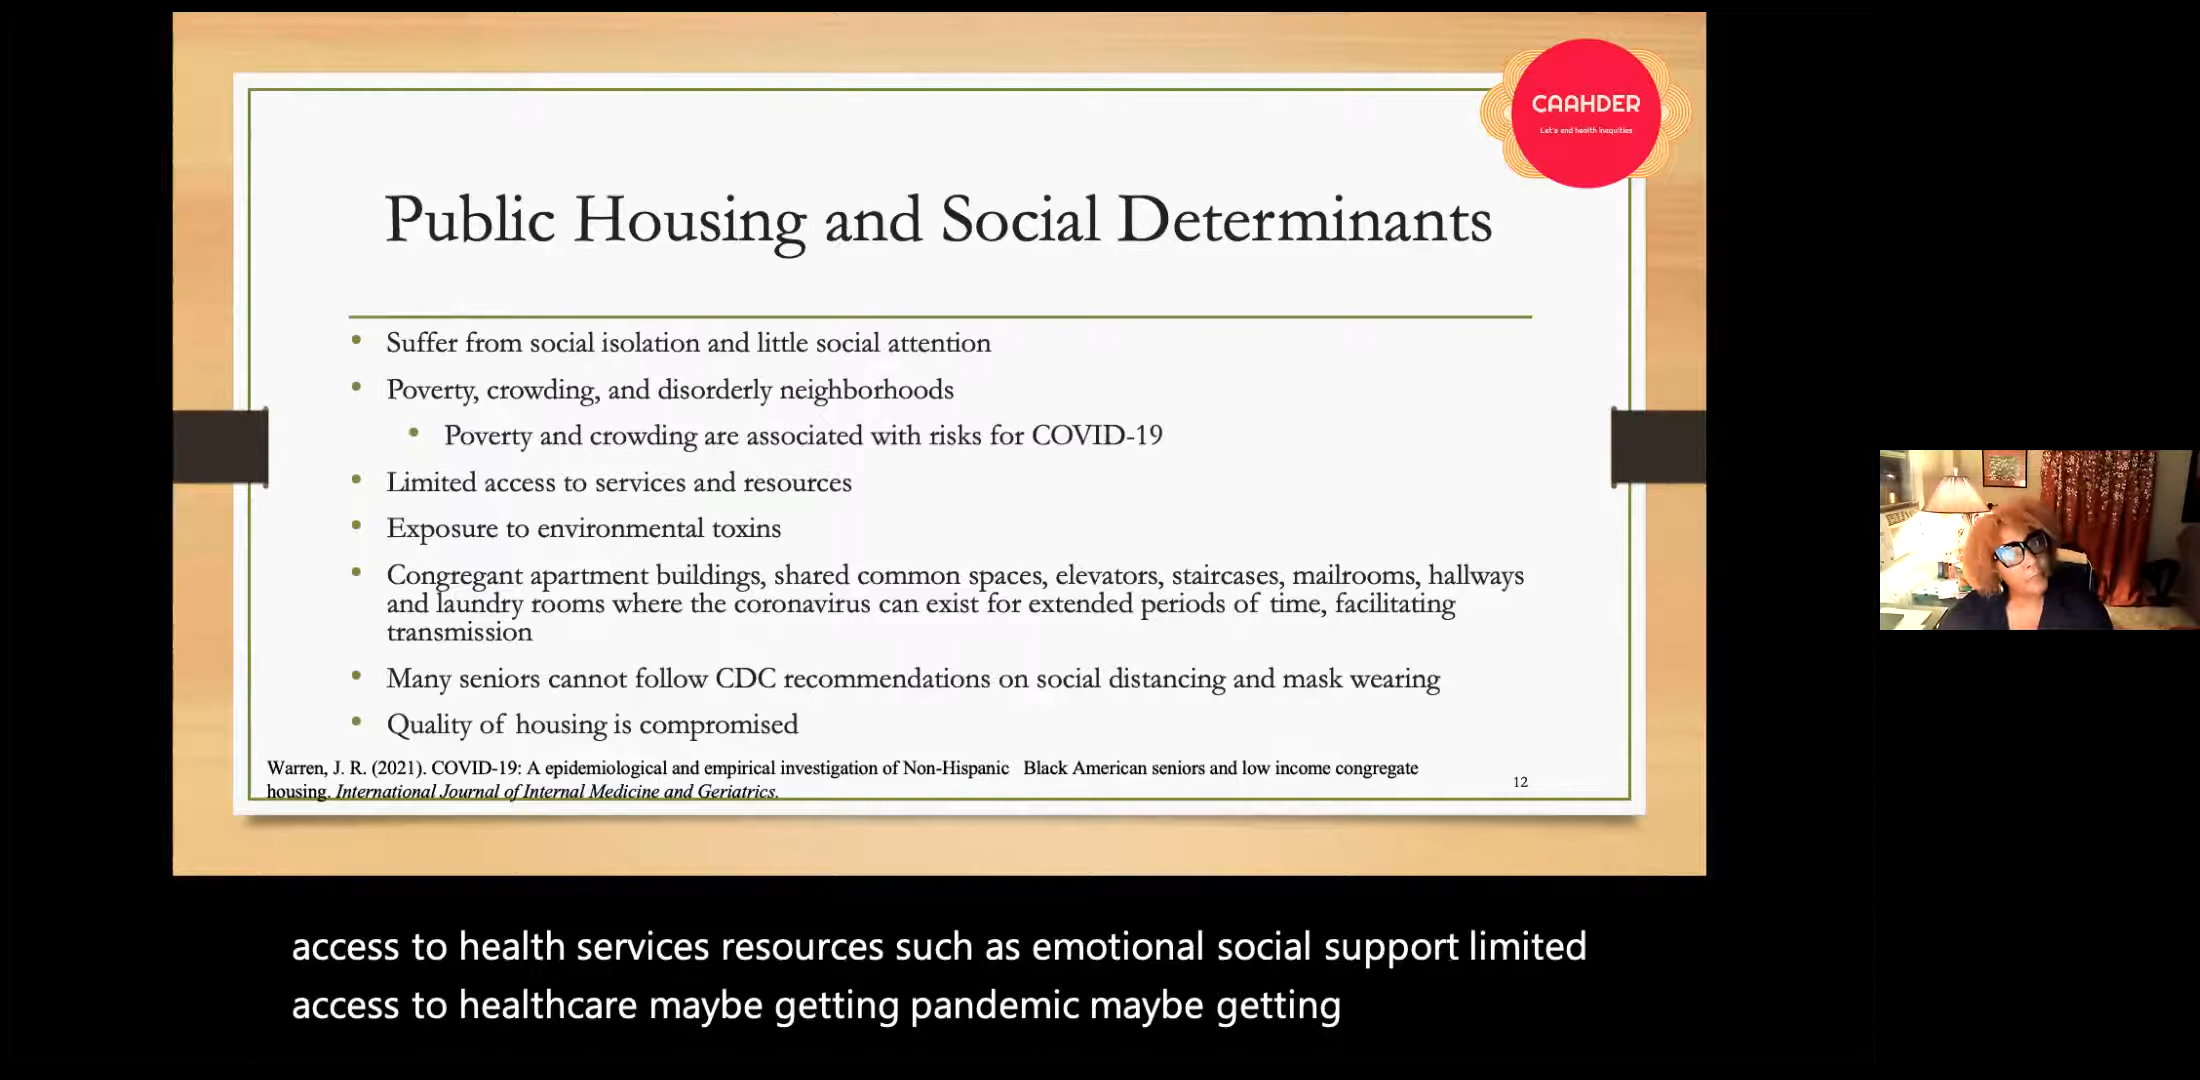 CAAHDER
Let's end health inequities
Public Housing and Social Determinants
• Suffer from social isolation and little social attention
• Poverty, crowding, and disorderly neighborhoods
• Poverty and crowding are associated with risks for COVID-19
• Limited access to services and resources
• Exposure to environmental toxins
• Congregant apartment buildings, shared common spaces, elevators, staircases, mailrooms, hallways
and laundry rooms where the coronavirus can exist for extended periods of time, facilitating
transmission
• Many seniors cannot follow CDC recommendations on social distancing and mask wearing
• Quality of housing is compromised
Warren, J. R. (2021). COVID-19: A epidemiological and empirical investigation of Non-Hispanic Black American seniors and low income congregate
housing. International Journal of Internal Medicine and Geriatrics.
12
access to health services resources such as emotional social support limited
access to healthcare maybe getting pandemic maybe getting